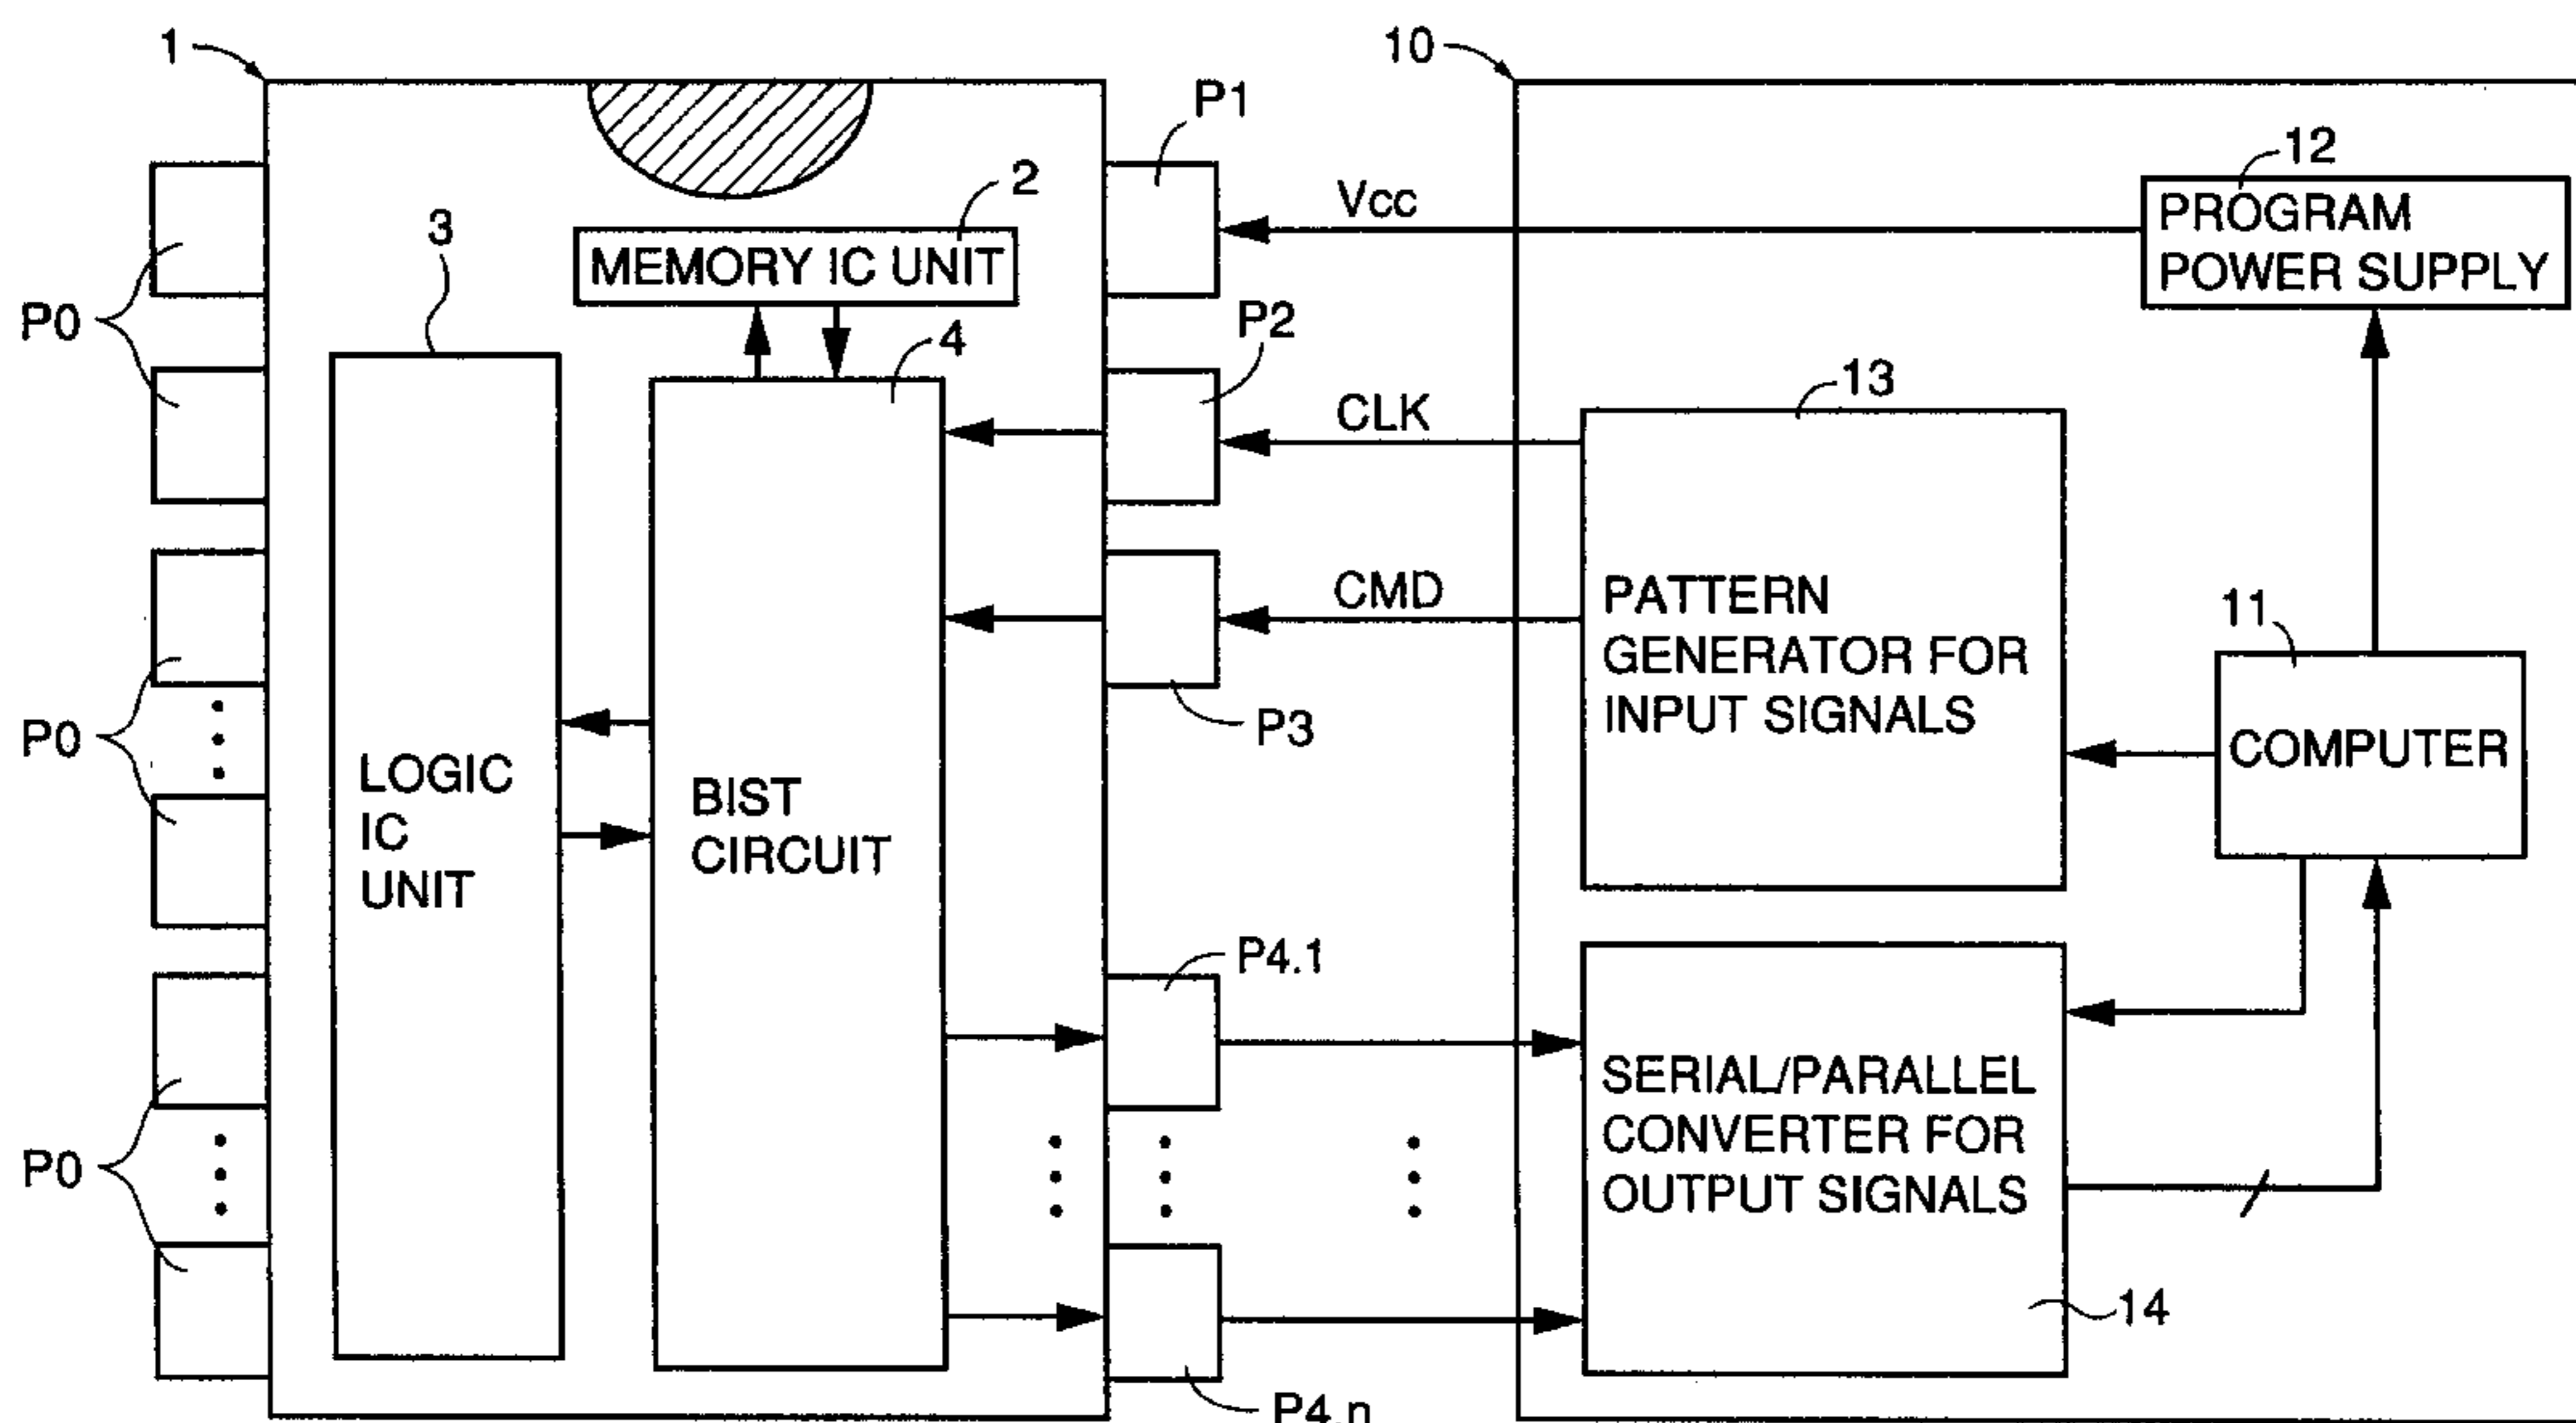 1
10
P1
12
2
Vcc
PROGRAM
POWER SUPPLY
3
MEMORY IC UNIT
P0
P2
4
13
CLK
CMD
PATTERN
GENERATOR FOR
INPUT SIGNALS
11
COMPUTER
P0
P3
LOGIC
IC
UNIT
BIST
CIRCUIT
P4.1
SERIAL/PARALLEL
CONVERTER FOR
OUTPUT SIGNALS
P0
14
P4.n